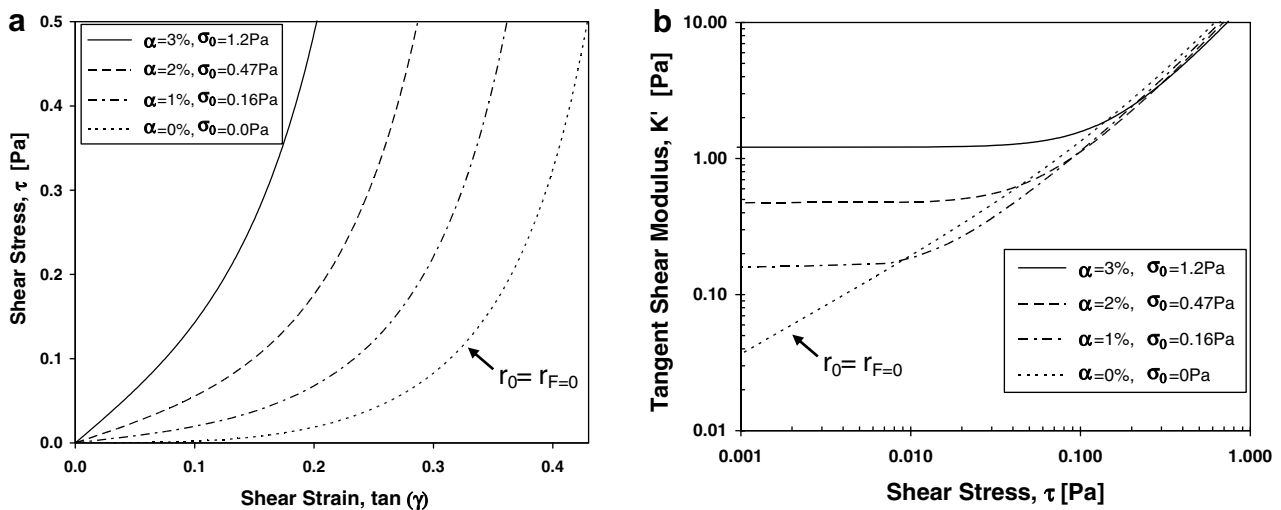 a
α=3%, σ0=1.2Pa
α=2%, σ0=0.47Pa
α=1%, σ0=0.16Pa
α=0%, σ0=0.0Pa
Shear Stress, τ [Pa]
0.5
0.4
0.3
0.2
0.1
0.0
r0= rF=0
0.0 0.1 0.2 0.3 0.4
Shear Strain, tan (γ)
b
Tangent Shear Modulus, K' [Pa]
10.00
1.00
0.10
0.01
α=3%, σ0=1.2Pa
α=2%, σ0=0.47Pa
α=1%, σ0=0.16Pa
α=0%, σ0=0Pa
r0= rF=0
0.001 0.010 0.100 1.000
Shear Stress, τ [Pa]